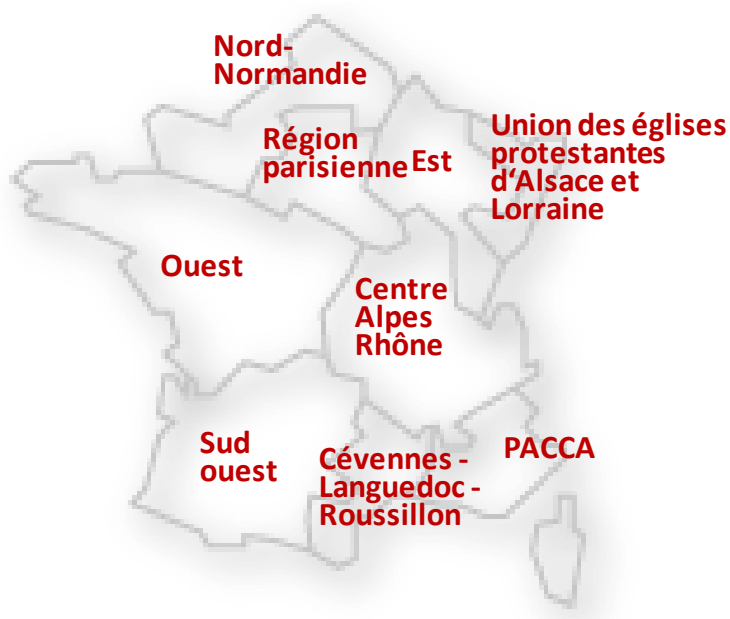 Nord-
Normandie
Région
parisienne
Est
Union des églises
protestantes
d‘Alsace et
Lorraine
Ouest
Centre
Alpes
Rhône
Sud
ouest
Cévennes -
Languedoc -
Roussillon
PACCA